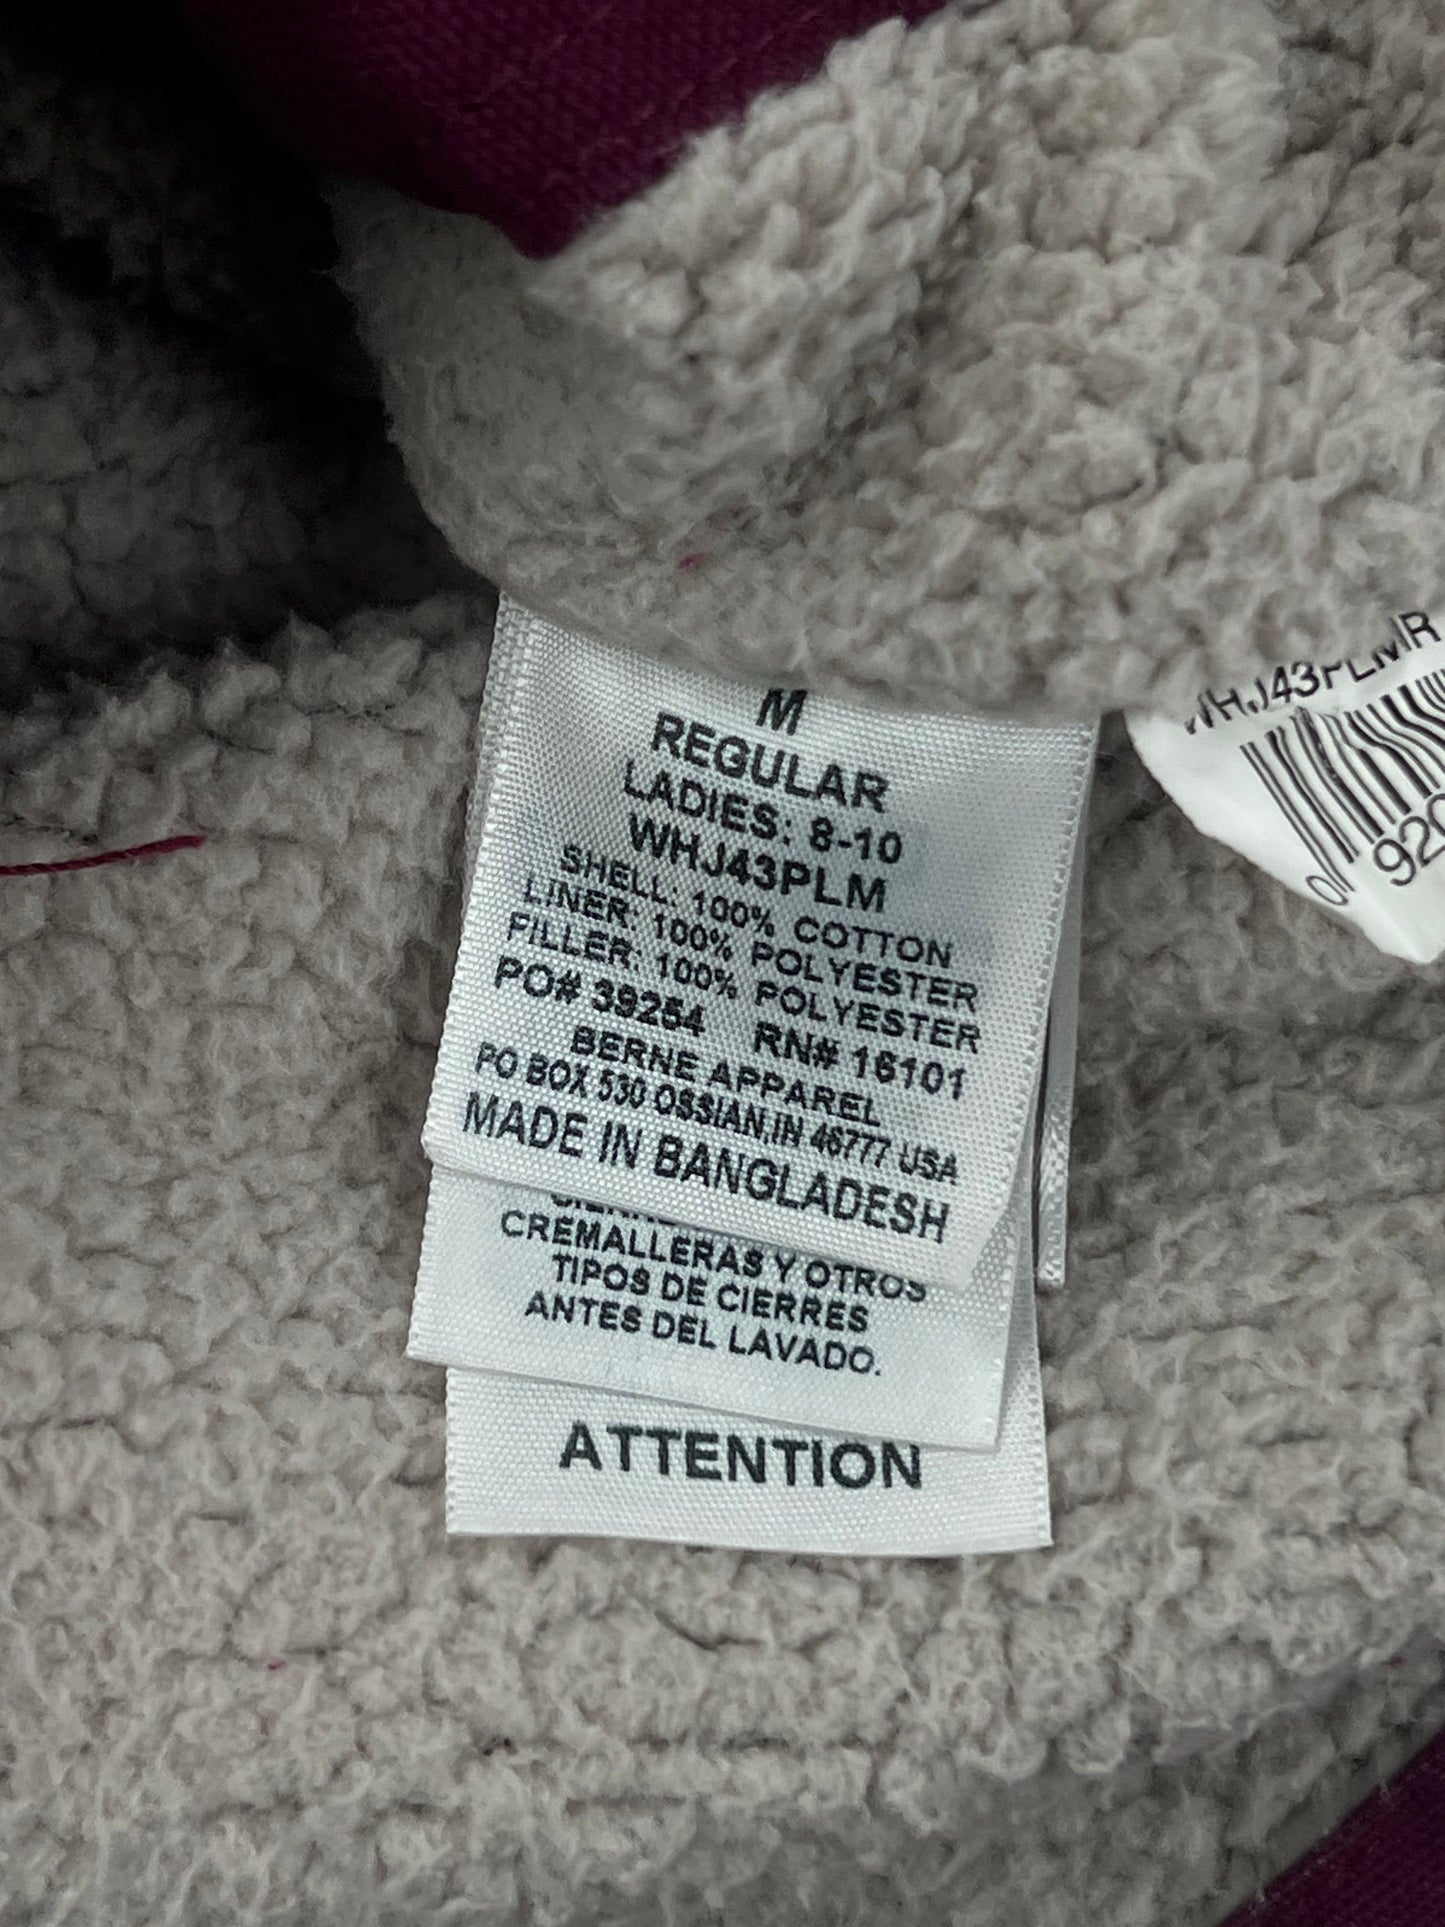 M
REGULAR
LADIES: 8-10
WHJ43PLM
SHELL: 100% COTTON
LINER: 100% POLYESTER
FILLER: 100% POLYESTER
PO# 39254 RN# 16101
BERNE APPAREL
PO BOX 530 OSSIAN,IN 46777 USA
MADE IN BANGLADESH
CREMALLERAS Y OTROS
TIPOS DE CIERRES
ANTES DEL LAVADO.
ATTENTION
WHJ43PLMR
0
920